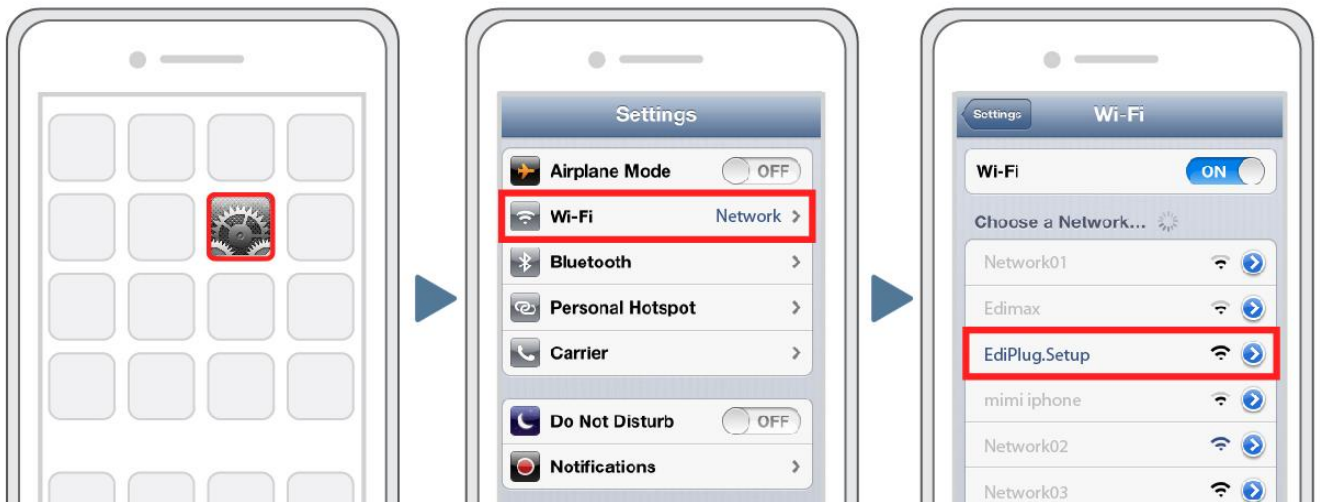 Settings
Airplane Mode OFF
Wi-Fi Network
Bluetooth
Personal Hotspot
Carrier
Do Not Disturb OFF
Notifications
Settings Wi-Fi
Wi-Fi ON
Choose a Network...
Network01
Edimax
EdiPlug.Setup
mimi iphone
Network02
Network03